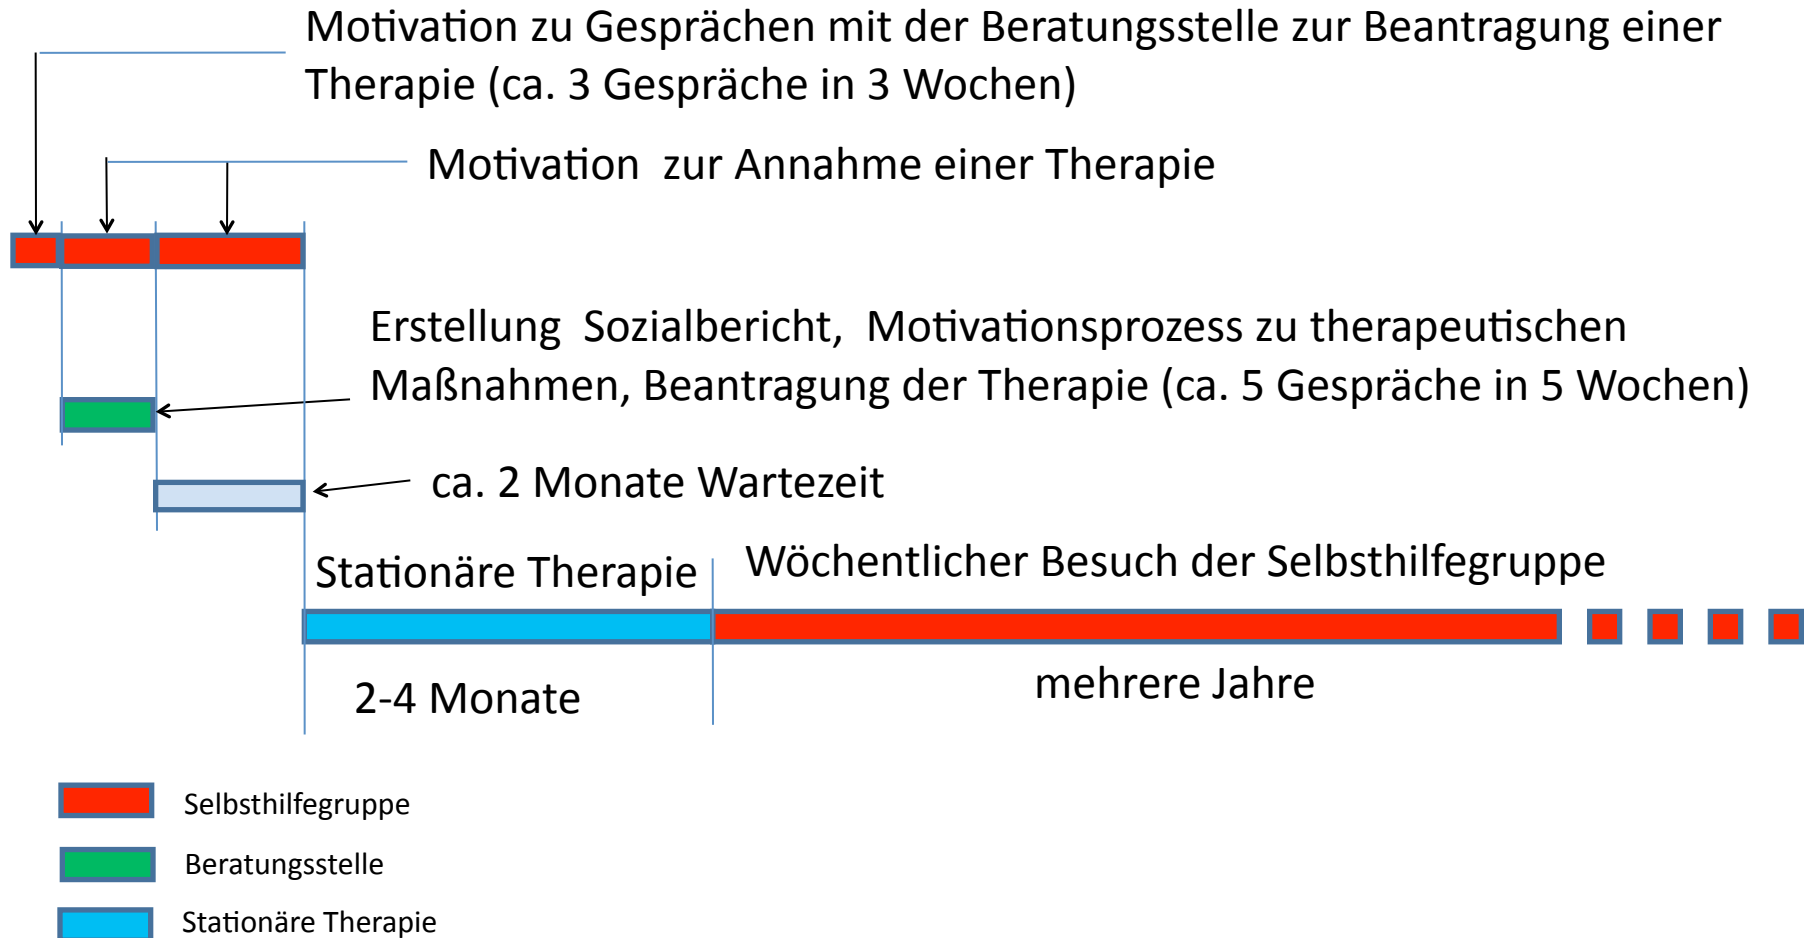 Motivation zu Gesprächen mit der Beratungsstelle zur Beantragung einer
Therapie (ca. 3 Gespräche in 3 Wochen)
Motivation zur Annahme einer Therapie
Erstellung Sozialbericht, Motivationsprozess zu therapeutischen
Maßnahmen, Beantragung der Therapie (ca. 5 Gespräche in 5 Wochen)
ca. 2 Monate Wartezeit
Stationäre Therapie
Wöchentlicher Besuch der Selbsthilfegruppe
2-4 Monate
mehrere Jahre
Selbsthilfegruppe
Beratungsstelle
Stationäre Therapie